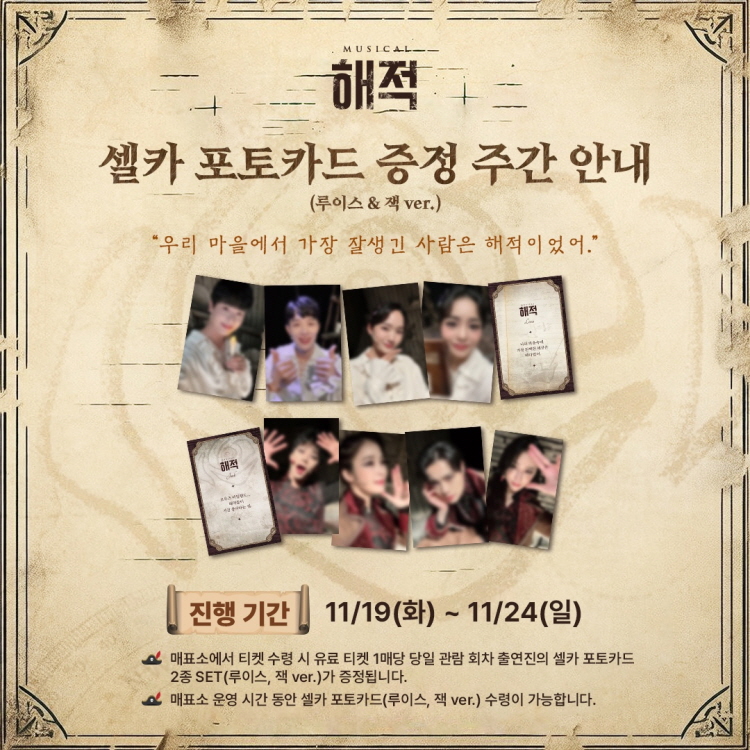 MUSICAL
해적
셀카 포토카드 증정 주간 안내
(루이스 & 잭 ver.)
“우리 마을에서 가장 잘생긴 사람은 해적이었어.”
해적
해적
진행 기간
11/19(화) ~ 11/24(일)
매표소에서 티켓 수령 시 유료 티켓 1매당 당일 관람 회차 출연진의 셀카 포토카드
2종 SET(루이스, 잭 ver.)가 증정됩니다.
매표소 운영 시간 동안 셀카 포토카드(루이스, 잭 ver.) 수령이 가능합니다.